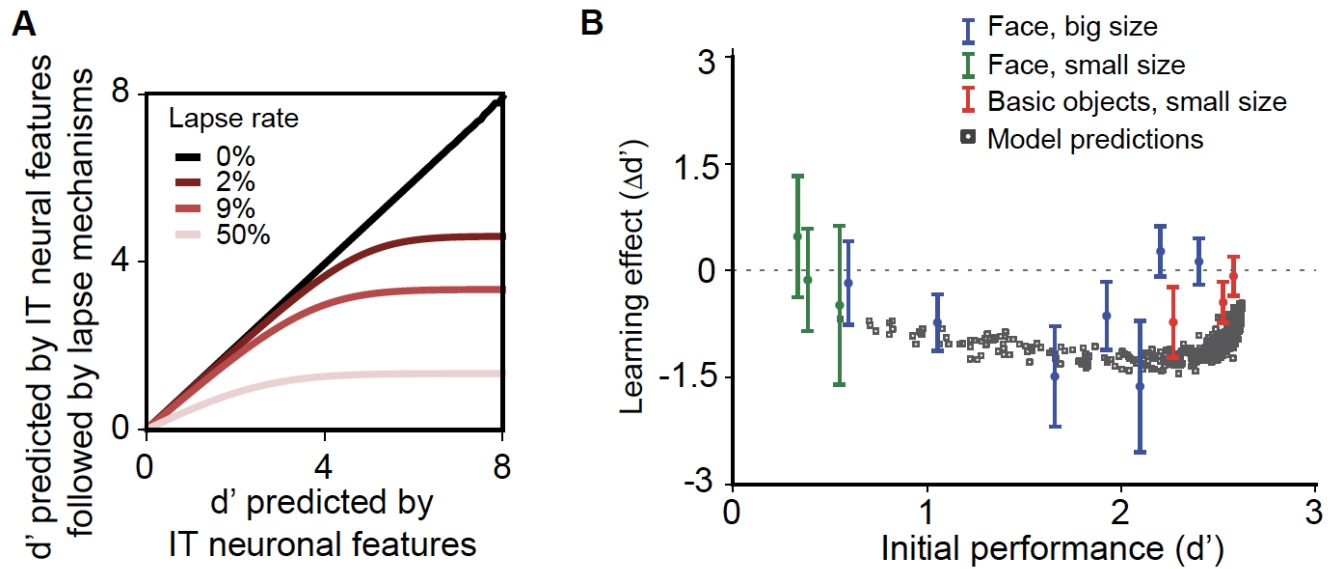 A
d' predicted by IT neural features
followed by lapse mechanisms
8
4
0
Lapse rate
0%
2%
9%
50%
0
4
8
d' predicted by
IT neuronal features
B
Face, big size
Face, small size
Basic objects, small size
Model predictions
Learning effect (Δd')
3
1.5
0
-1.5
-3
0
1
2
3
Initial performance (d')